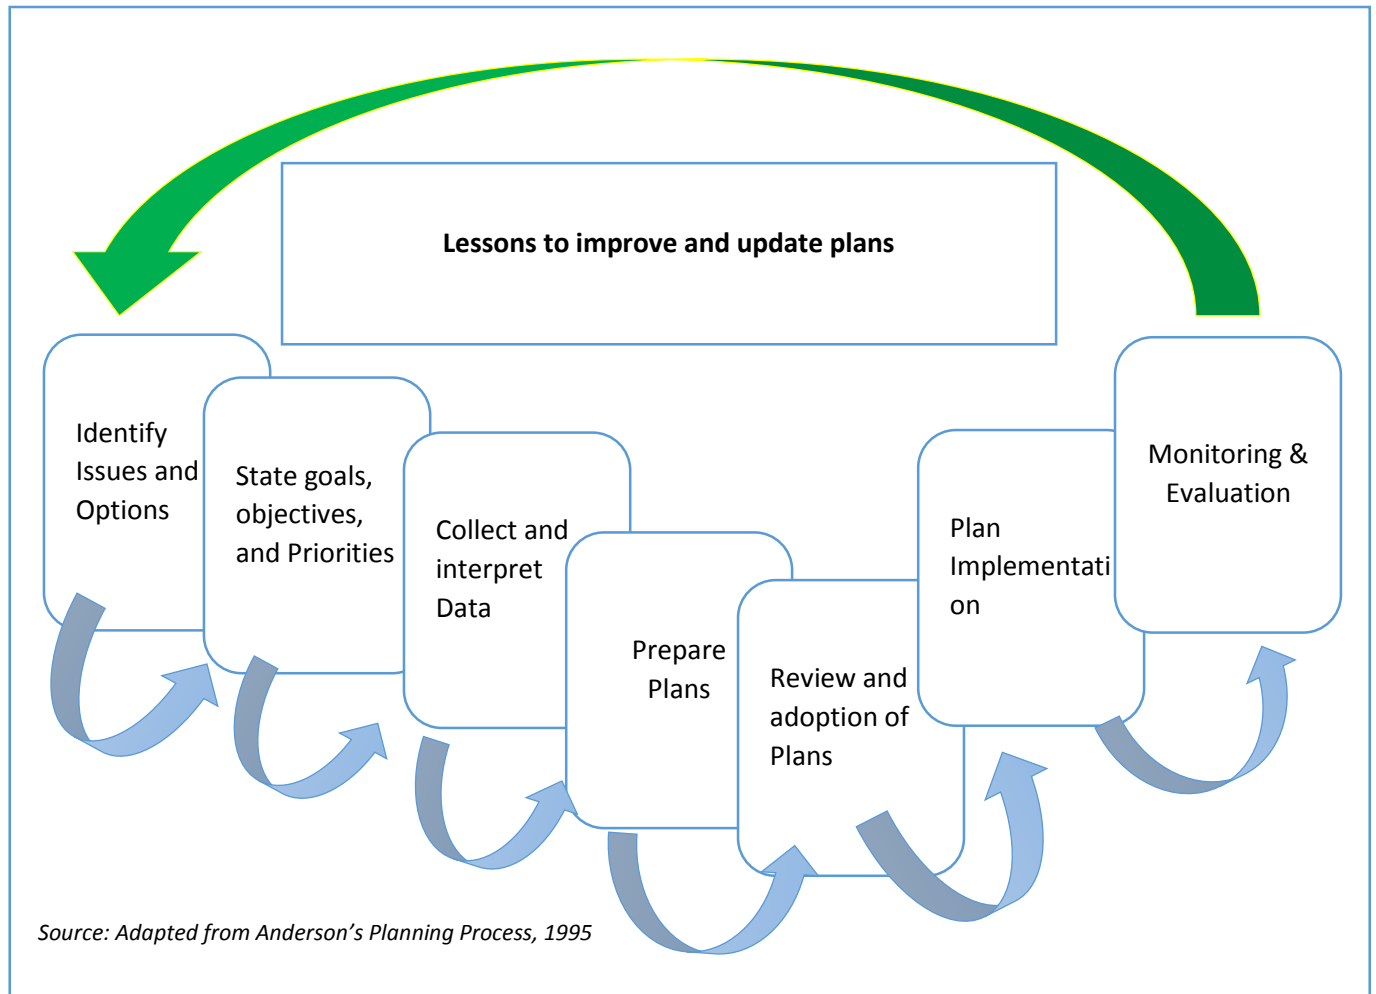 Lessons to improve and update plans
Identify
Issues and
Options
State goals,
objectives,
and Priorities
Collect and
interpret
Data
Prepare
Plans
Review and
adoption of
Plans
Plan
Implementati
on
Monitoring &
Evaluation
Source: Adapted from Anderson’s Planning Process, 1995